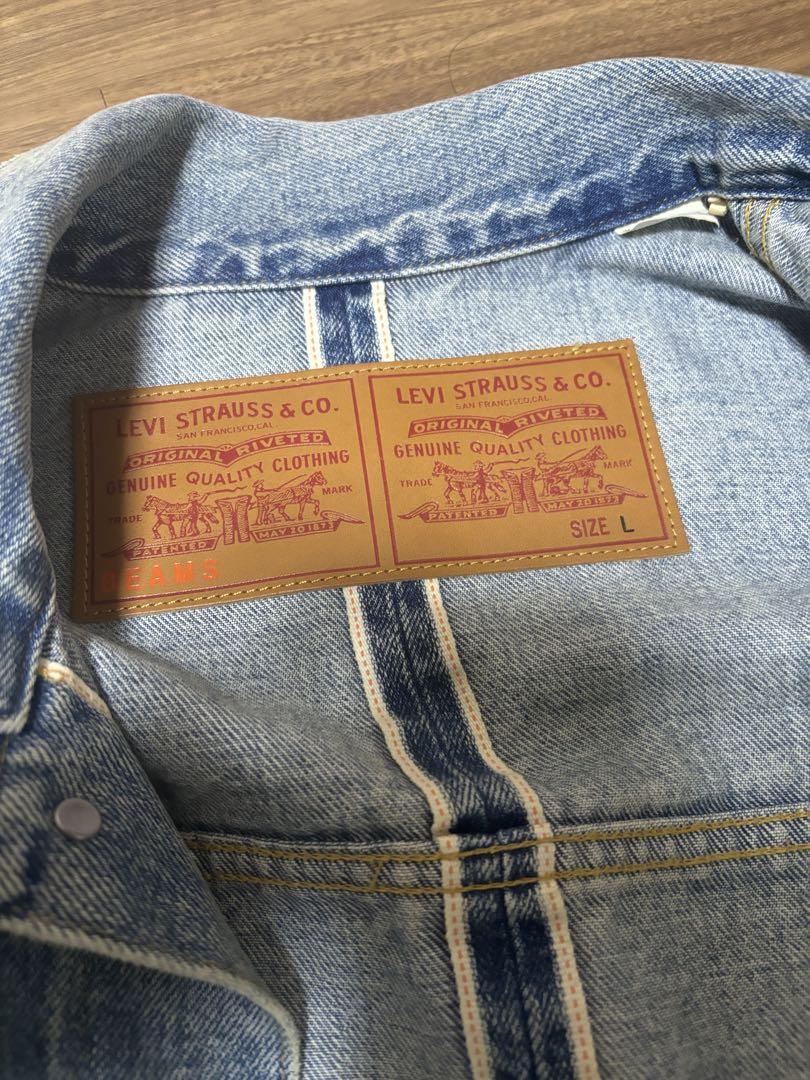 LEVI STRAUSS & CO.
SAN FRANCISCO, CAL.
ORIGINAL RIVETED
GENUINE QUALITY CLOTHING
TRADE MARK
PATENTED MAY 20 1873
BEAMS
LEVI STRAUSS & CO.
SAN FRANCISCO, CAL.
ORIGINAL RIVETED
GENUINE QUALITY CLOTHING
TRADE MARK
PATENTED MAY 20 1873
SIZE L